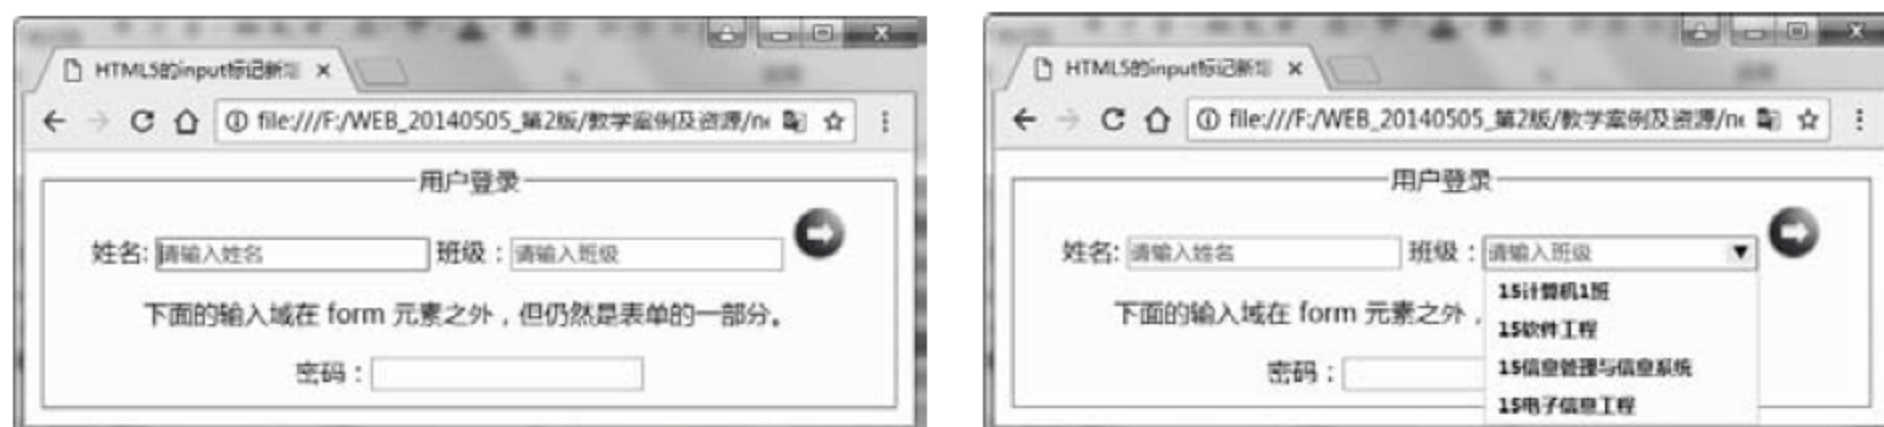 HTML5的input标记新增
file:///F:/WEB_20140505_第2版/教学案例及资源/ne
用户登录
姓名: 请输入姓名 班级：请输入班级
下面的输入域在 form 元素之外，但仍然是表单的一部分。
密码：
HTML5的input标记新增
file:///F:/WEB_20140505_第2版/教学案例及资源/ne
用户登录
姓名: 请输入姓名 班级：请输入班级
15计算机1班
下面的输入域在 form 元素之外，
15软件工程
15信息管理与信息系统
密码：
15电子信息工程